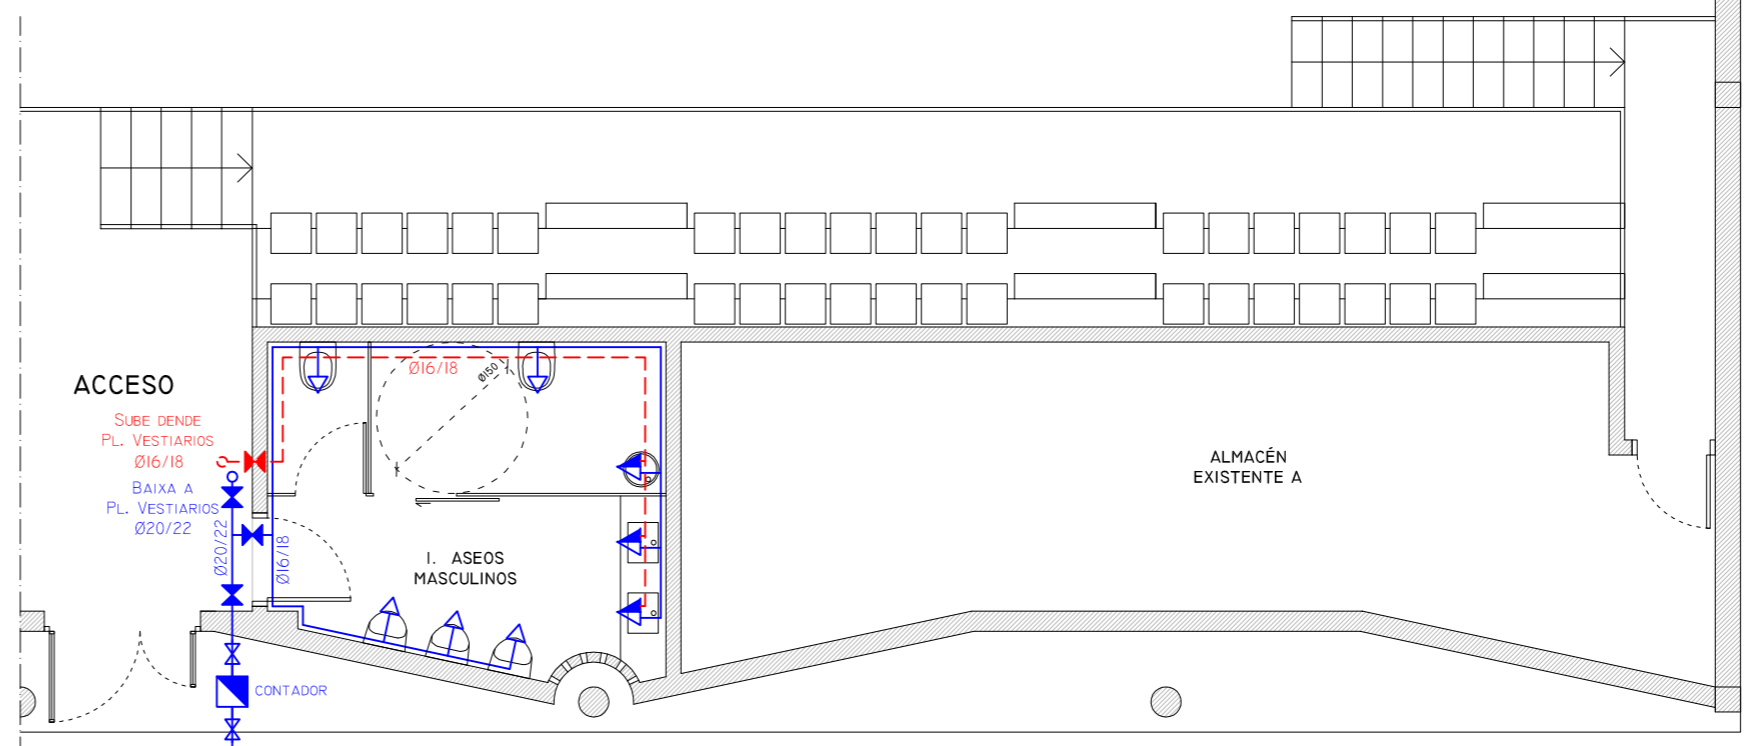 ACCESO
SUBE DENDE
PL. VESTIARIOS
Ø16/18
BAIXA A
PL. VESTIARIOS
Ø20/22
Ø20/22
Ø16/18
Ø16/18
Ø150
1. ASEOS
MASCULINOS
ALMACÉN
EXISTENTE A
CONTADOR